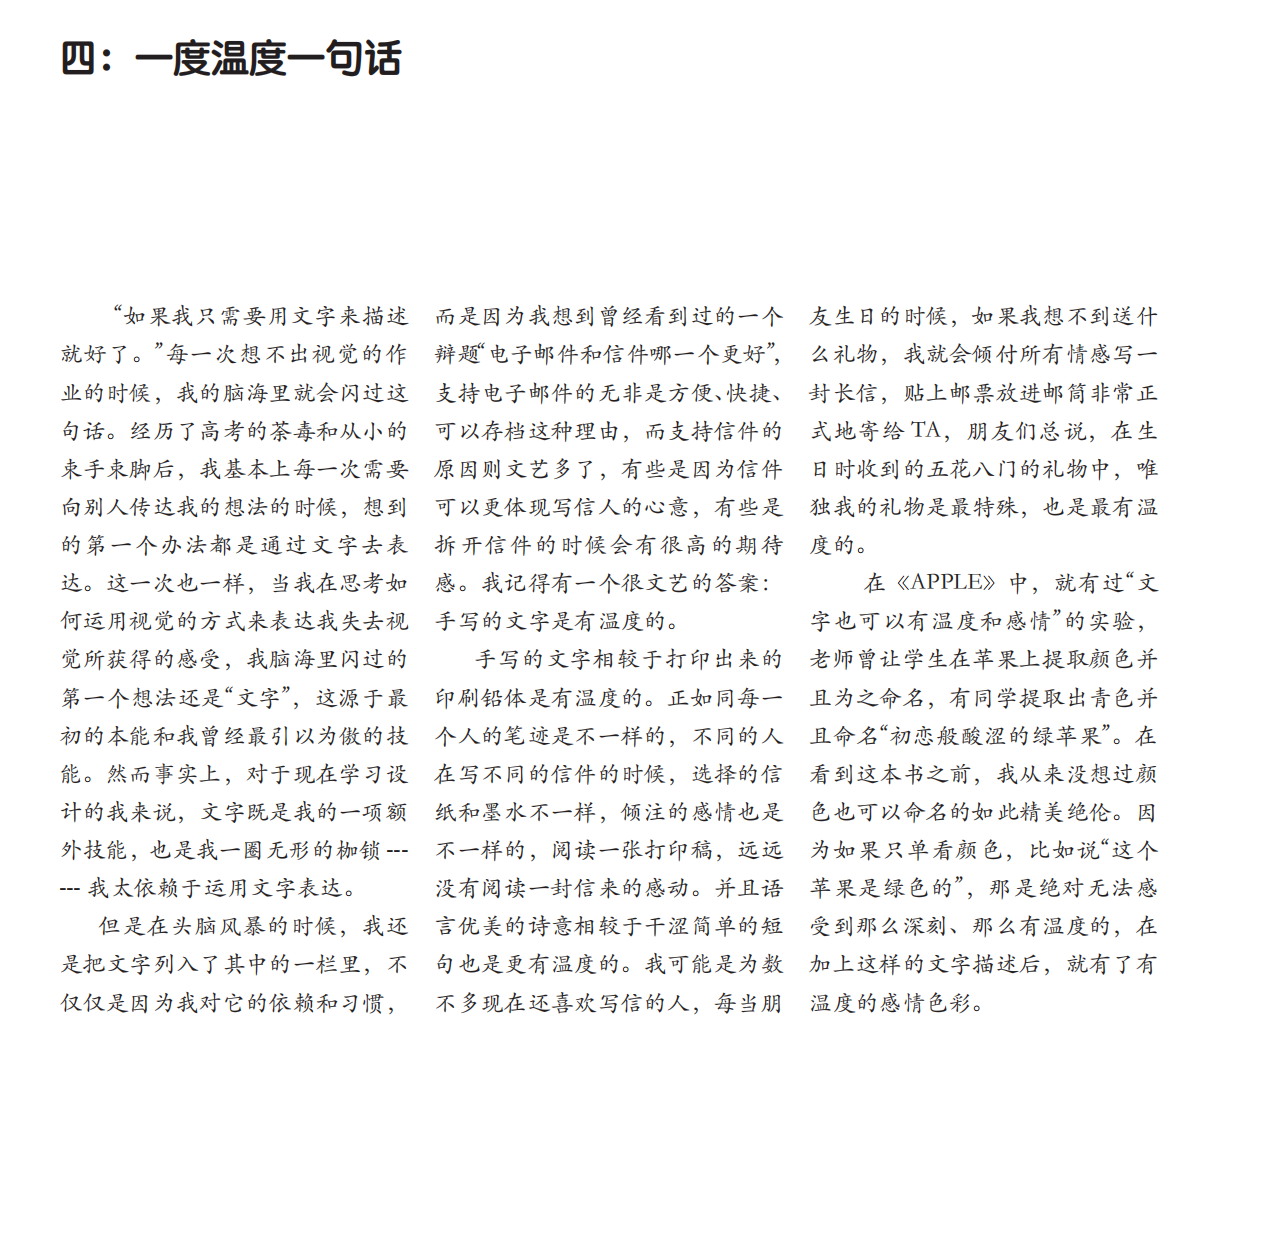 四：一度温度一句话
“如果我只需要用文字来描述
就好了。”每一次想不出视觉的作
业的时候，我的脑海里就会闪过这
句话。经历了高考的荼毒和从小的
束手束脚后，我基本上每一次需要
向别人传达我的想法的时候，想到
的第一个办法都是通过文字去表
达。这一次也一样，当我在思考如
何运用视觉的方式来表达我失去视
觉所获得的感受，我脑海里闪过的
第一个想法还是“文字”，这源于最
初的本能和我曾经最引以为傲的技
能。然而事实上，对于现在学习设
计的我来说，文字既是我的一项额
外技能，也是我一圈无形的枷锁 ---
--- 我太依赖于运用文字表达。
但是在头脑风暴的时候，我还
是把文字列入了其中的一栏里，不
仅仅是因为我对它的依赖和习惯，
而是因为我想到曾经看到过的一个
辩题“电子邮件和信件哪一个更好”，
支持电子邮件的无非是方便、快捷、
可以存档这种理由，而支持信件的
原因则文艺多了，有些是因为信件
可以更体现写信人的心意，有些是
拆开信件的时候会有很高的期待
感。我记得有一个很文艺的答案：
手写的文字是有温度的。
手写的文字相较于打印出来的
印刷铅体是有温度的。正如同每一
个人的笔迹是不一样的，不同的人
在写不同的信件的时候，选择的信
纸和墨水不一样，倾注的感情也是
不一样的，阅读一张打印稿，远远
没有阅读一封信来的感动。并且语
言优美的诗意相较于干涩简单的短
句也是更有温度的。我可能是为数
不多现在还喜欢写信的人，每当朋
友生日的时候，如果我想不到送什
么礼物，我就会倾付所有情感写一
封长信，贴上邮票放进邮筒非常正
式地寄给 TA，朋友们总说，在生
日时收到的五花八门的礼物中，唯
独我的礼物是最特殊，也是最有温
度的。
在《APPLE》中，就有过“文
字也可以有温度和感情”的实验，
老师曾让学生在苹果上提取颜色并
且为之命名，有同学提取出青色并
且命名“初恋般酸涩的绿苹果”。在
看到这本书之前，我从来没想过颜
色也可以命名的如此精美绝伦。因
为如果只单看颜色，比如说“这个
苹果是绿色的”，那是绝对无法感
受到那么深刻、那么有温度的，在
加上这样的文字描述后，就有了有
温度的感情色彩。